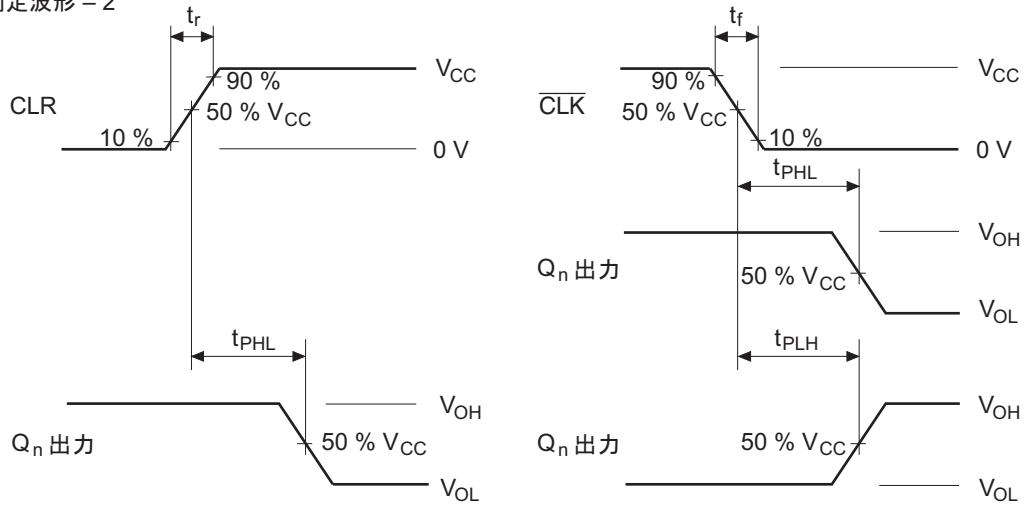 定波形 – 2
tr
CLR
10 %
90 %
50 % VCC
VCC
0 V
tPHL
Qn 出力
50 % VCC
VOH
VOL
tf
CLK
90 %
50 % VCC
10 %
VCC
0 V
tPHL
Qn 出力
50 % VCC
VOH
VOL
tPLH
Qn 出力
50 % VCC
VOH
VOL